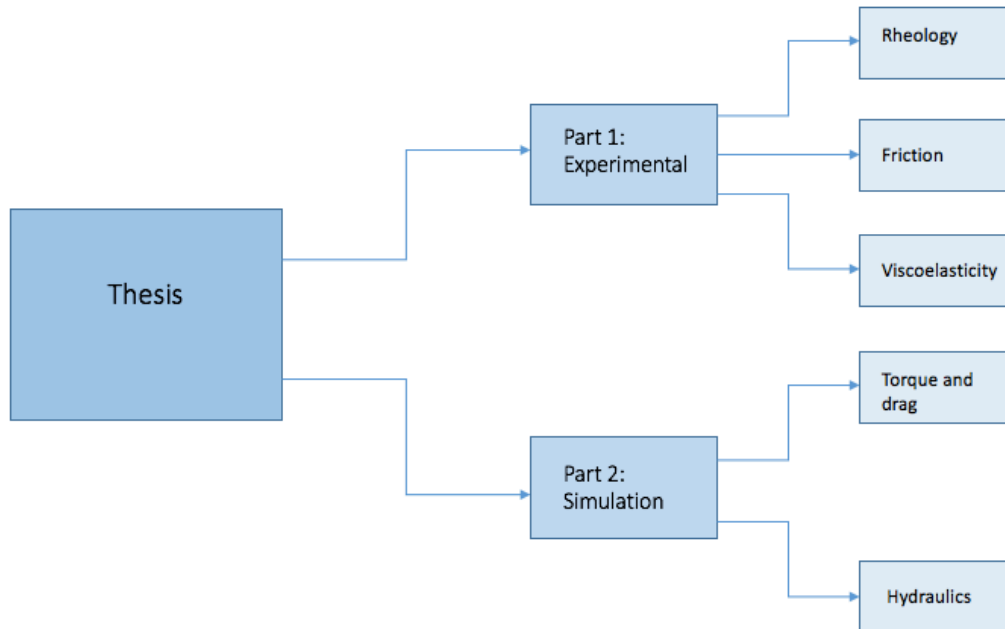 Thesis
Part 1:
Experimental
Rheology
Friction
Viscoelasticity
Part 2:
Simulation
Torque and
drag
Hydraulics